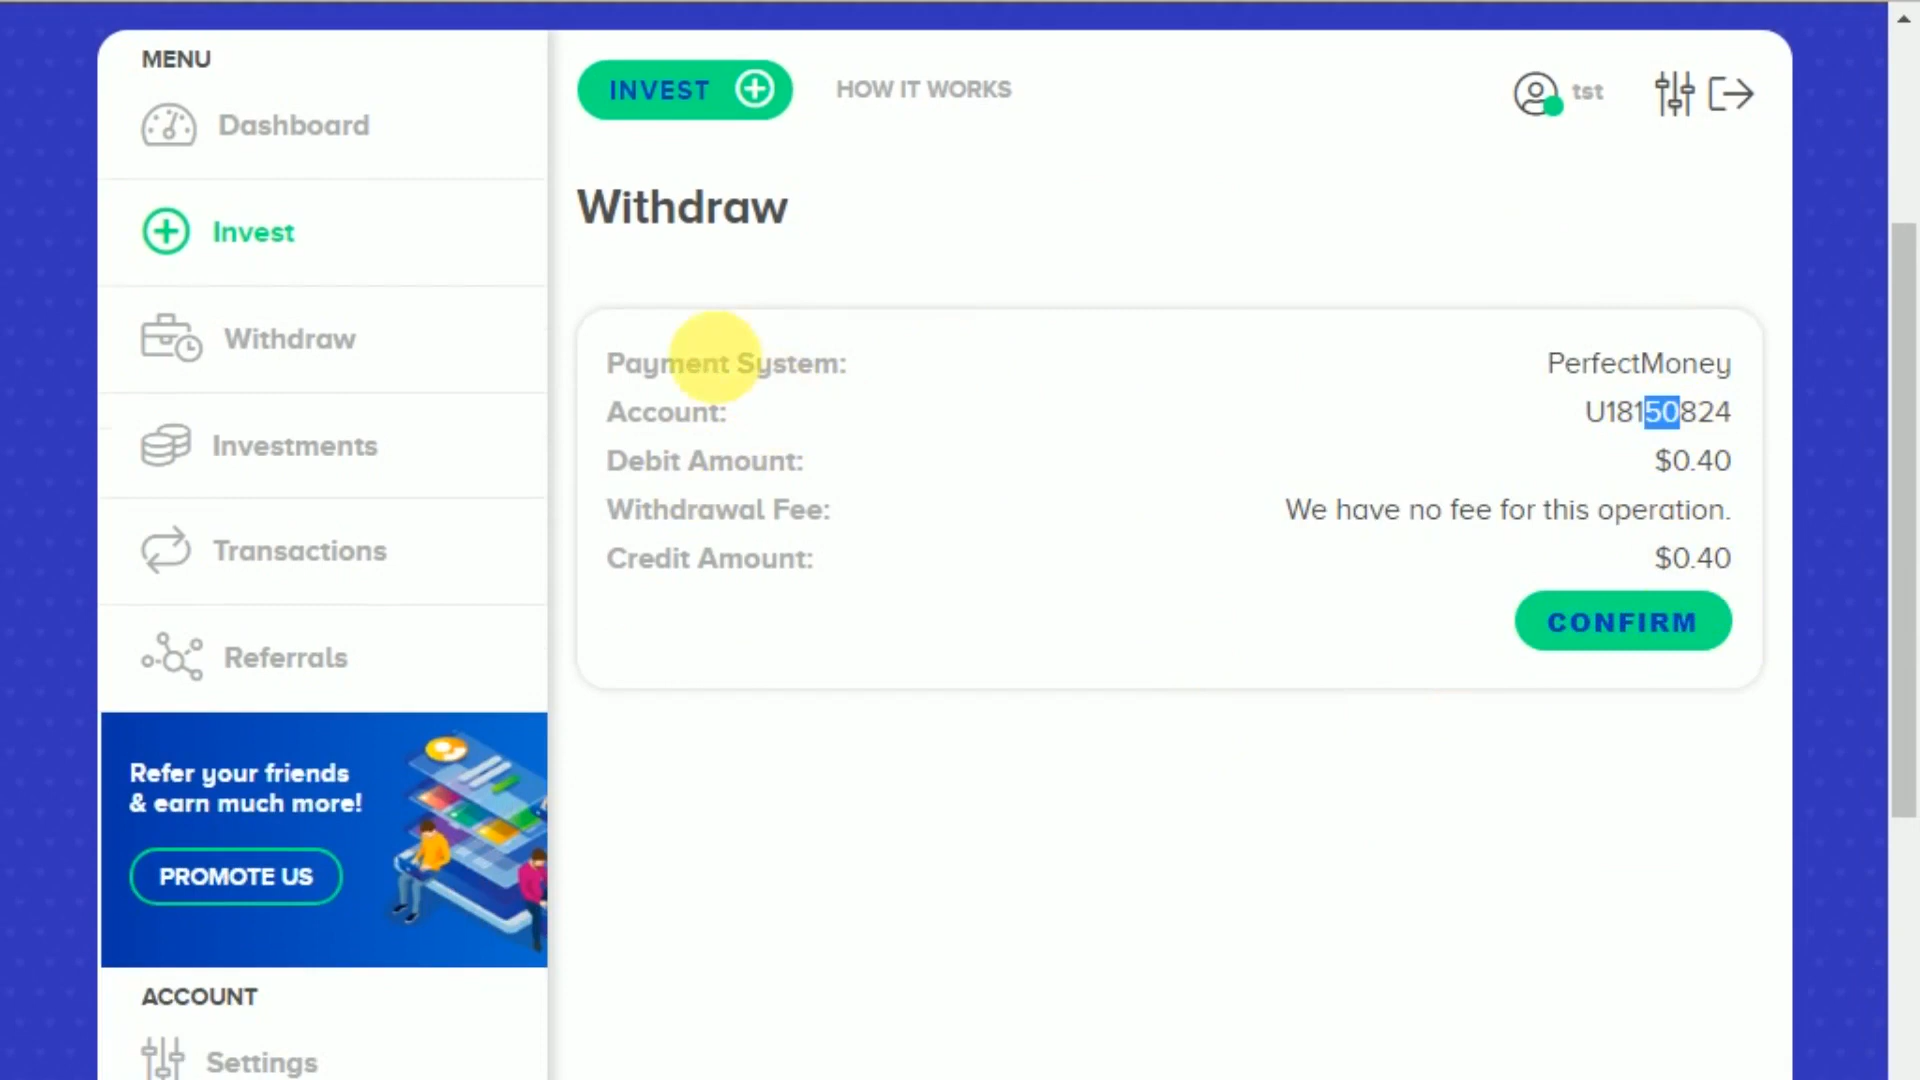 MENU
Dashboard
Invest
Withdraw
Investments
Transactions
Referrals
Refer your friends
& earn much more!
PROMOTE US
ACCOUNT
Settings
INVEST
HOW IT WORKS
tst
Withdraw
Payment System: PerfectMoney
Account: U18150824
Debit Amount: $0.40
Withdrawal Fee: We have no fee for this operation.
Credit Amount: $0.40
CONFIRM